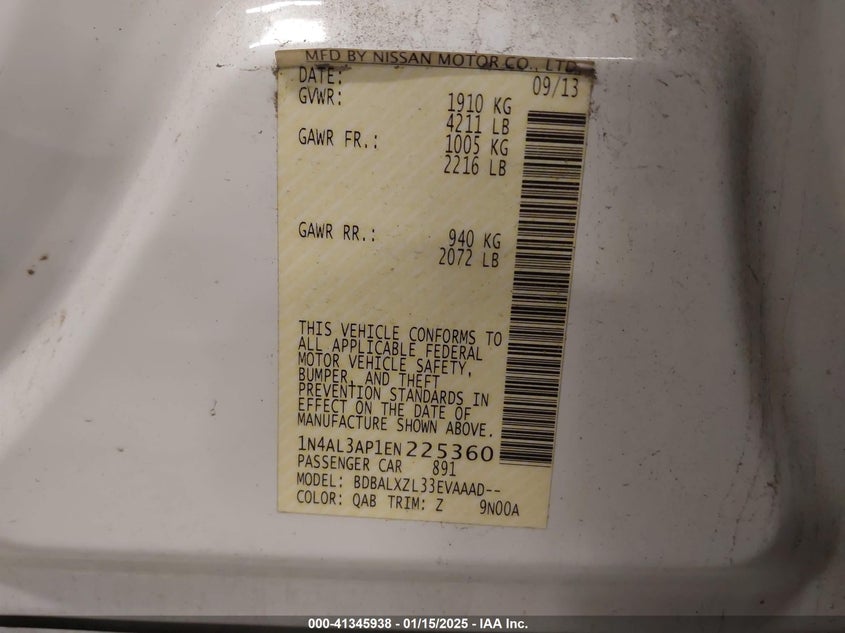 MFD BY NISSAN MOTOR CO., LTD.
DATE: 09/13
GVWR: 1910 KG
4211 LB
GAWR FR.: 1005 KG
2216 LB
GAWR RR.: 940 KG
2072 LB
THIS VEHICLE CONFORMS TO
ALL APPLICABLE FEDERAL
MOTOR VEHICLE SAFETY,
BUMPER, AND THEFT
PREVENTION STANDARDS IN
EFFECT ON THE DATE OF
MANUFACTURE SHOWN ABOVE.
1N4AL3AP1EN225360
PASSENGER CAR 891
MODEL: BDBALXZL33EVAAAD--
COLOR: QAB TRIM: Z 9N00A
000-41345938 - 01/15/2025 - IAA Inc.